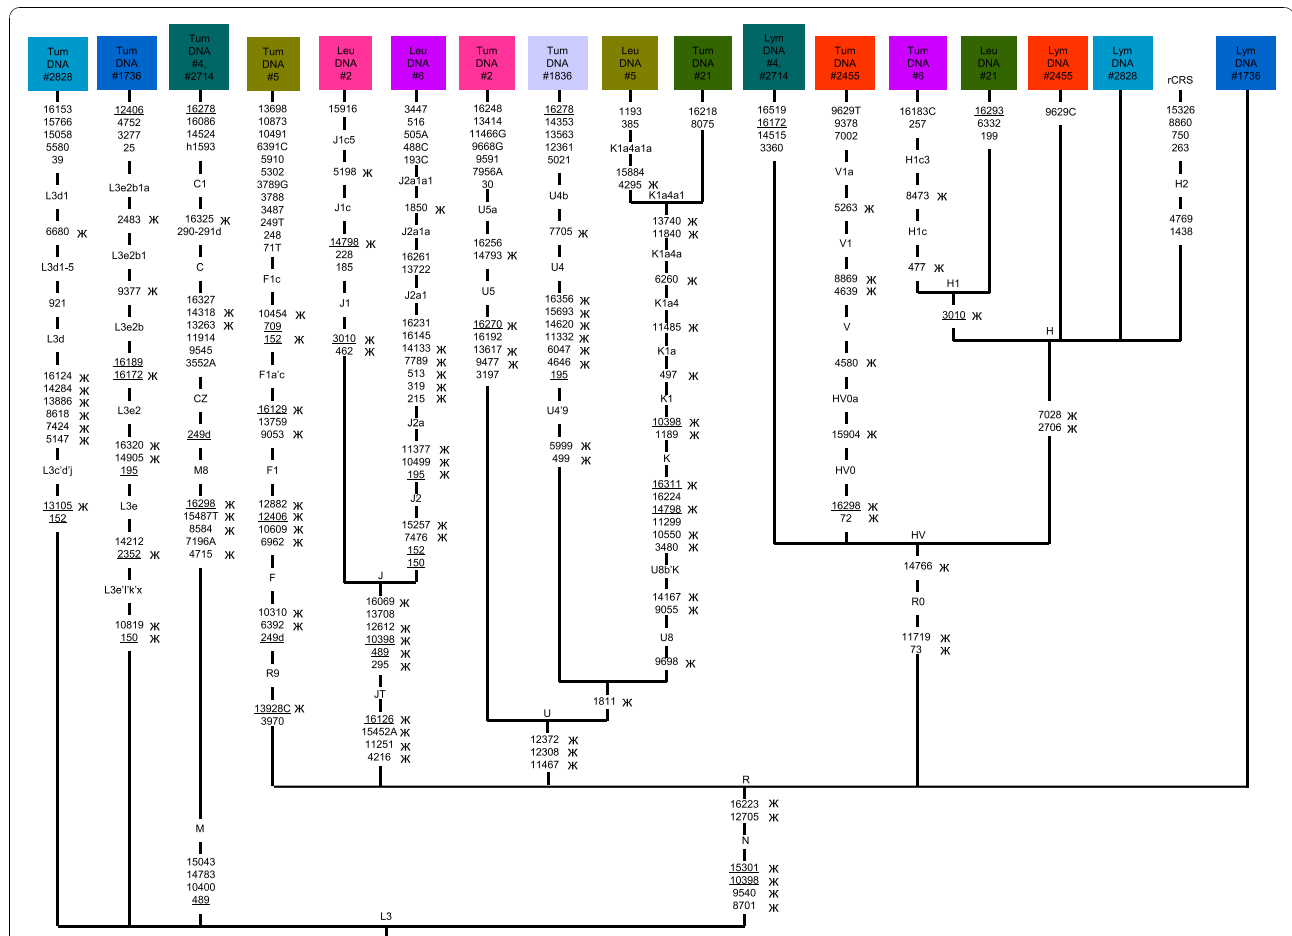 Tum
DNA
#2828
16153
15766
15058
5580
39
L3d1
6680 Ж
L3d1-5
921
L3d
16124 Ж
14284 Ж
13886 Ж
8618 Ж
7424 Ж
5147 Ж
L3c'd'j
13105 Ж
152
Tum
DNA
#1736
12406
4752
3277
25
L3e2b1a
2483 Ж
L3e2b1
9377 Ж
L3e2b
16189
16172 Ж
L3e2
16320
14905 Ж
195
L3e
14212
2352 Ж
L3e'I'k'x
10819 Ж
150 Ж
Tum
DNA
#4,
#2714
16278
16086
14524
h1593
C1
16325 Ж
290-291d
C
16327
14318 Ж
13263 Ж
11914
9545
3552A
CZ
249d
M8
16298 Ж
15487T Ж
8584 Ж
7196A
4715 Ж
M
15043
14783
10400
489
Tum
DNA
#5
13698
10873
10491
6391C
5910
5302
3789G
3788
3487
249T
248
71T
F1c
10454 Ж
709
152 Ж
F1a'c
16129 Ж
13759
9053 Ж
F1
12882 Ж
12406 Ж
10609 Ж
6962 Ж
F
10310 Ж
6392 Ж
249d
R9
13928C Ж
3970
Leu
DNA
#2
15916
J1c5
5198 Ж
J1c
14798 Ж
228
185
J1
3010 Ж
462 Ж
Leu
DNA
#6
3447
516
505A
488C
193C
J2a1a1
1850 Ж
J2a1a
16261
13722
J2a1
16231
16145
14133 Ж
7789 Ж
513 Ж
319 Ж
215 Ж
J2a
11377 Ж
10499 Ж
195 Ж
J2
15257 Ж
7476 Ж
152
150
J
16069 Ж
13708
12612 Ж
10398 Ж
489 Ж
295 Ж
JT
16126 Ж
15452A Ж
11251 Ж
4216 Ж
Tum
DNA
#2
16248
13414
11466G
9668G
9591
7956A
30
U5a
16256
14793 Ж
U5
16270 Ж
16192
13617 Ж
9477 Ж
3197
Tum
DNA
#1836
16278
14353
13563
12361
5021
U4b
7705 Ж
U4
16356 Ж
15693 Ж
14620 Ж
11332 Ж
6047 Ж
4646 Ж
195
U4'9
5999 Ж
499 Ж
Leu
DNA
#5
1193
385
K1a4a1a
15884
4295 Ж
Tum
DNA
#21
16218
8075
K1a4a1
13740 Ж
11840 Ж
K1a4a
6260 Ж
K1a4
11485 Ж
K1a
497 Ж
K1
10398 Ж
1189 Ж
K
16311 Ж
16224
14798 Ж
11299
10550 Ж
3480 Ж
U8b'K
14167 Ж
9055 Ж
U8
9698 Ж
1811 Ж
U
12372 Ж
12308 Ж
11467 Ж
Lym
DNA
#4,
#2714
16519
16172
14515
3360
Tum
DNA
#2455
9629T
9378
7002
V1a
5263 Ж
V1
8869 Ж
4639 Ж
V
4580 Ж
HV0a
15904 Ж
HV0
16298 Ж
72 Ж
Tum
DNA
#6
16183C
257
H1c3
8473 Ж
H1c
477 Ж
Leu
DNA
#21
16293
6332
199
H1
3010 Ж
Lym
DNA
#2455
9629C
Lym
DNA
#2828
rCRS
15326
8860
750
263
H2
4769
1438
H
7028 Ж
2706 Ж
HV
14766 Ж
R0
11719 Ж
73 Ж
Lym
DNA
#1736
R
16223 Ж
12705 Ж
N
15301 Ж
10398 Ж
9540 Ж
8701 Ж
L3